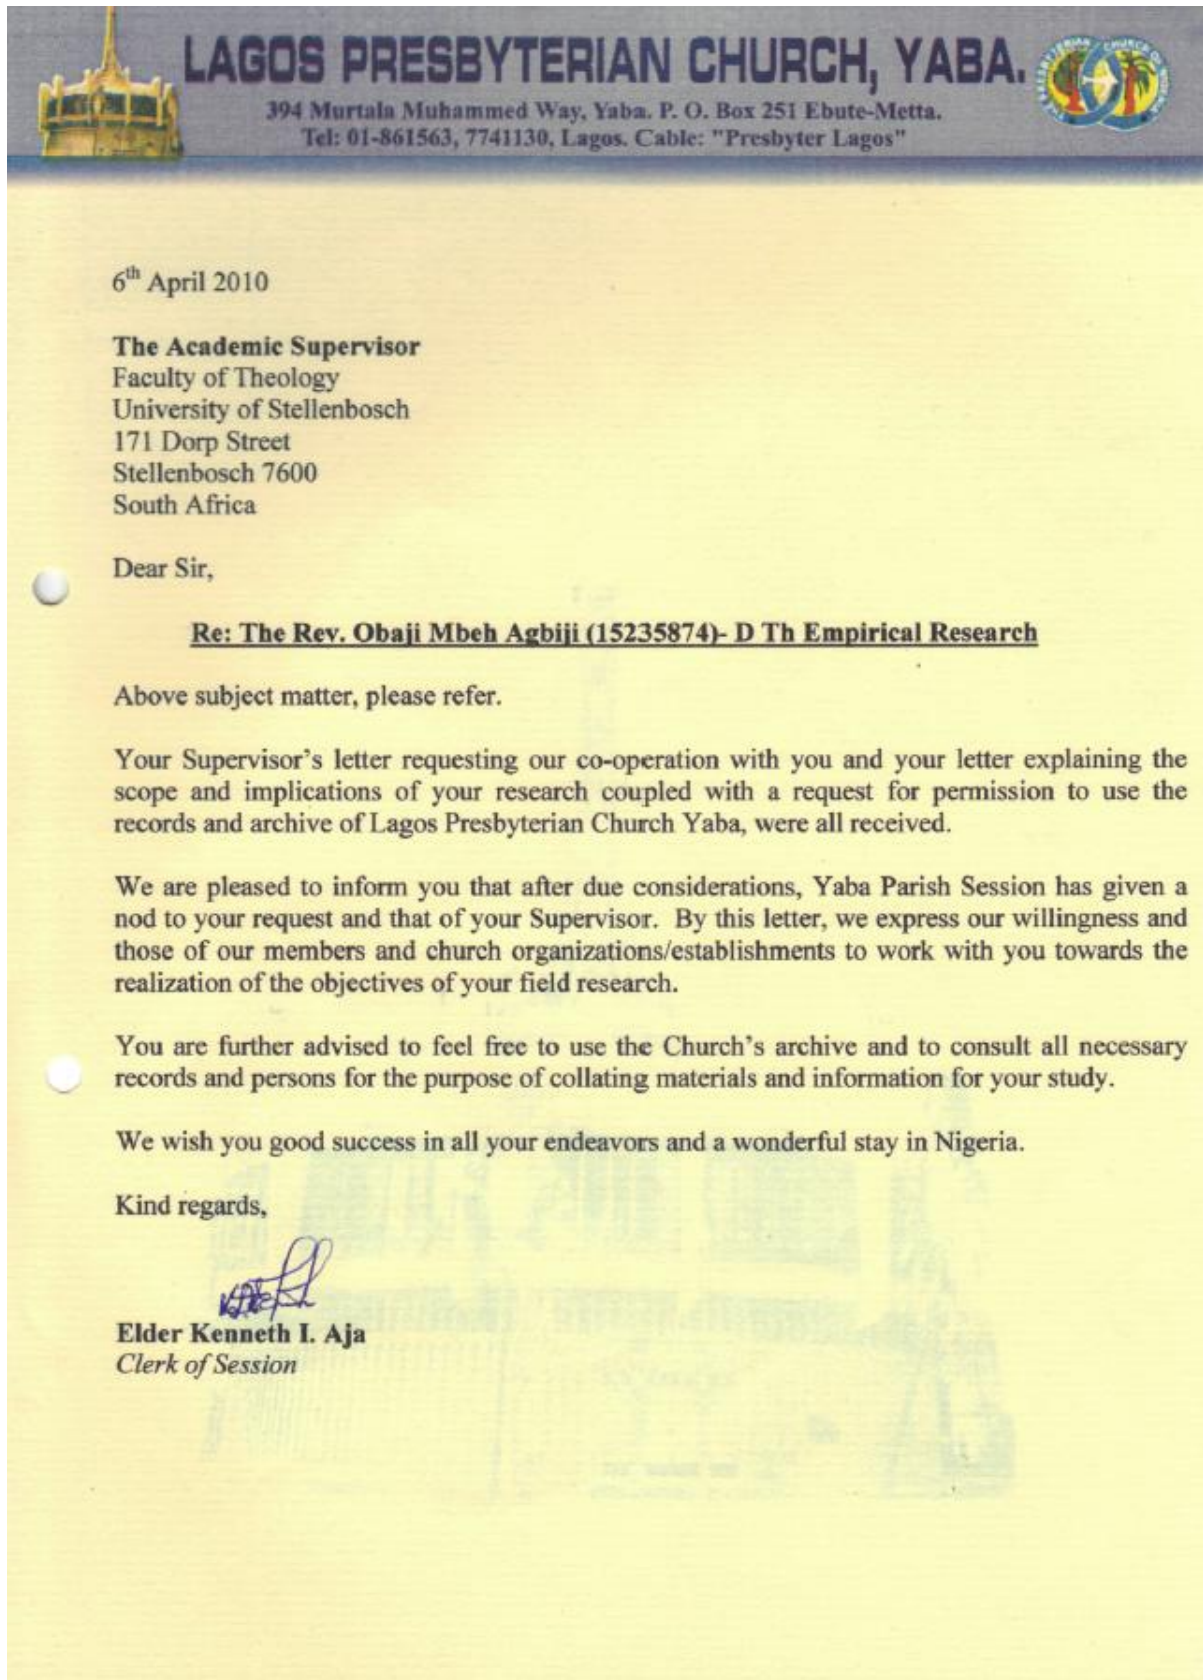 LAGOS PRESBYTERIAN CHURCH, YABA.
394 Murtala Muhammed Way, Yaba. P. O. Box 251 Ebute-Metta.
Tel: 01-861563, 7741130, Lagos. Cable: "Presbyter Lagos"
6th April 2010
The Academic Supervisor
Faculty of Theology
University of Stellenbosch
171 Dorp Street
Stellenbosch 7600
South Africa
Dear Sir,
Re: The Rev. Obaji Mbeh Agbiji (15235874)- D Th Empirical Research
Above subject matter, please refer.
Your Supervisor's letter requesting our co-operation with you and your letter explaining the
scope and implications of your research coupled with a request for permission to use the
records and archive of Lagos Presbyterian Church Yaba, were all received.
We are pleased to inform you that after due considerations, Yaba Parish Session has given a
nod to your request and that of your Supervisor. By this letter, we express our willingness and
those of our members and church organizations/establishments to work with you towards the
realization of the objectives of your field research.
You are further advised to feel free to use the Church's archive and to consult all necessary
records and persons for the purpose of collating materials and information for your study.
We wish you good success in all your endeavors and a wonderful stay in Nigeria.
Kind regards,
Elder Kenneth I. Aja
Clerk of Session